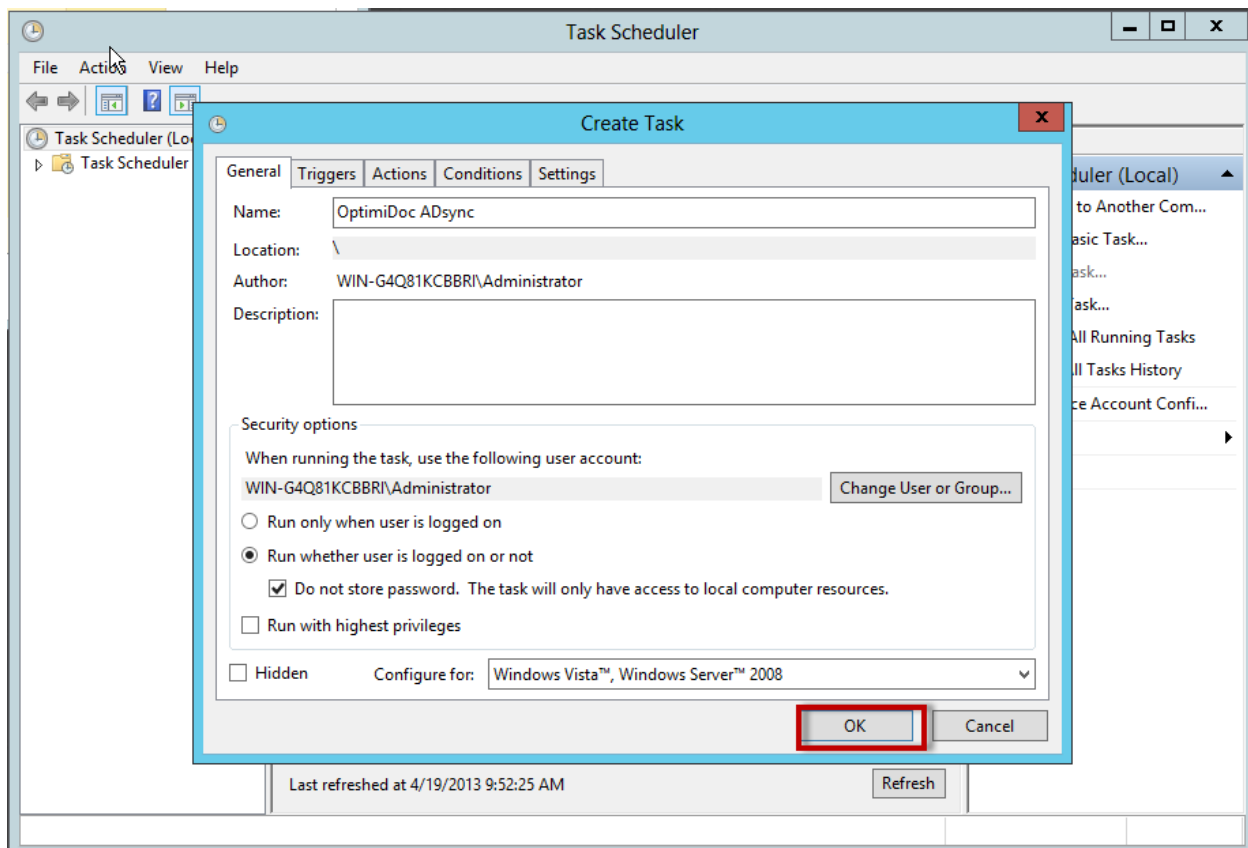 Task Scheduler
File Action View Help
Task Scheduler (Lo
Task Scheduler
Create Task
General Triggers Actions Conditions Settings
Name: OptimiDoc ADsync
Location: \
Author: WIN-G4Q81KCBBRI\Administrator
Description:
Security options
When running the task, use the following user account:
WIN-G4Q81KCBBRI\Administrator
Change User or Group...
Run only when user is logged on
Run whether user is logged on or not
Do not store password. The task will only have access to local computer resources.
Run with highest privileges
Hidden
Configure for: Windows Vista™, Windows Server™ 2008
OK Cancel
duler (Local)
to Another Com...
asic Task...
ask...
Task...
All Running Tasks
ll Tasks History
ce Account Confi...
Last refreshed at 4/19/2013 9:52:25 AM
Refresh